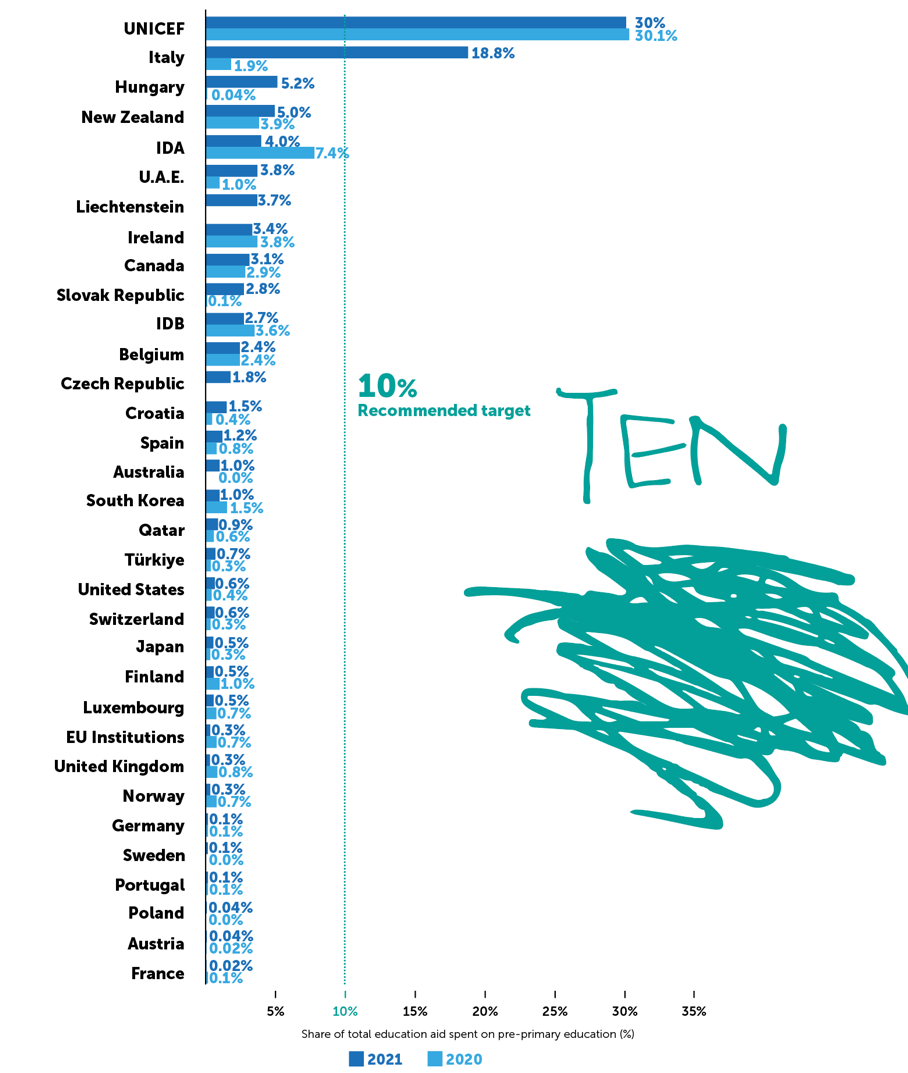 UNICEF 30%
30.1%
Italy 18.8%
1.9%
Hungary 5.2%
0.04%
New Zealand 5.0%
3.9%
IDA 4.0%
7.4%
U.A.E. 3.8%
1.0%
Liechtenstein 3.7%
Ireland 3.4%
3.8%
Canada 3.1%
2.9%
Slovak Republic 2.8%
0.1%
IDB 2.7%
3.6%
Belgium 2.4%
2.4%
Czech Republic 1.8%
10%
Recommended target
TEN
Croatia 1.5%
0.4%
Spain 1.2%
0.8%
Australia 1.0%
0.0%
South Korea 1.0%
1.5%
Qatar 0.9%
0.6%
Türkiye 0.7%
0.3%
United States 0.6%
0.4%
Switzerland 0.6%
0.3%
Japan 0.5%
0.3%
Finland 0.5%
1.0%
Luxembourg 0.5%
0.7%
EU Institutions 0.3%
0.7%
United Kingdom 0.3%
0.8%
Norway 0.3%
0.7%
Germany 0.1%
0.1%
Sweden 0.1%
0.0%
Portugal 0.1%
0.1%
Poland 0.04%
0.0%
Austria 0.04%
0.02%
France 0.02%
0.1%
5% 10% 15% 20% 25% 30% 35%
Share of total education aid spent on pre-primary education (%)
2021 2020